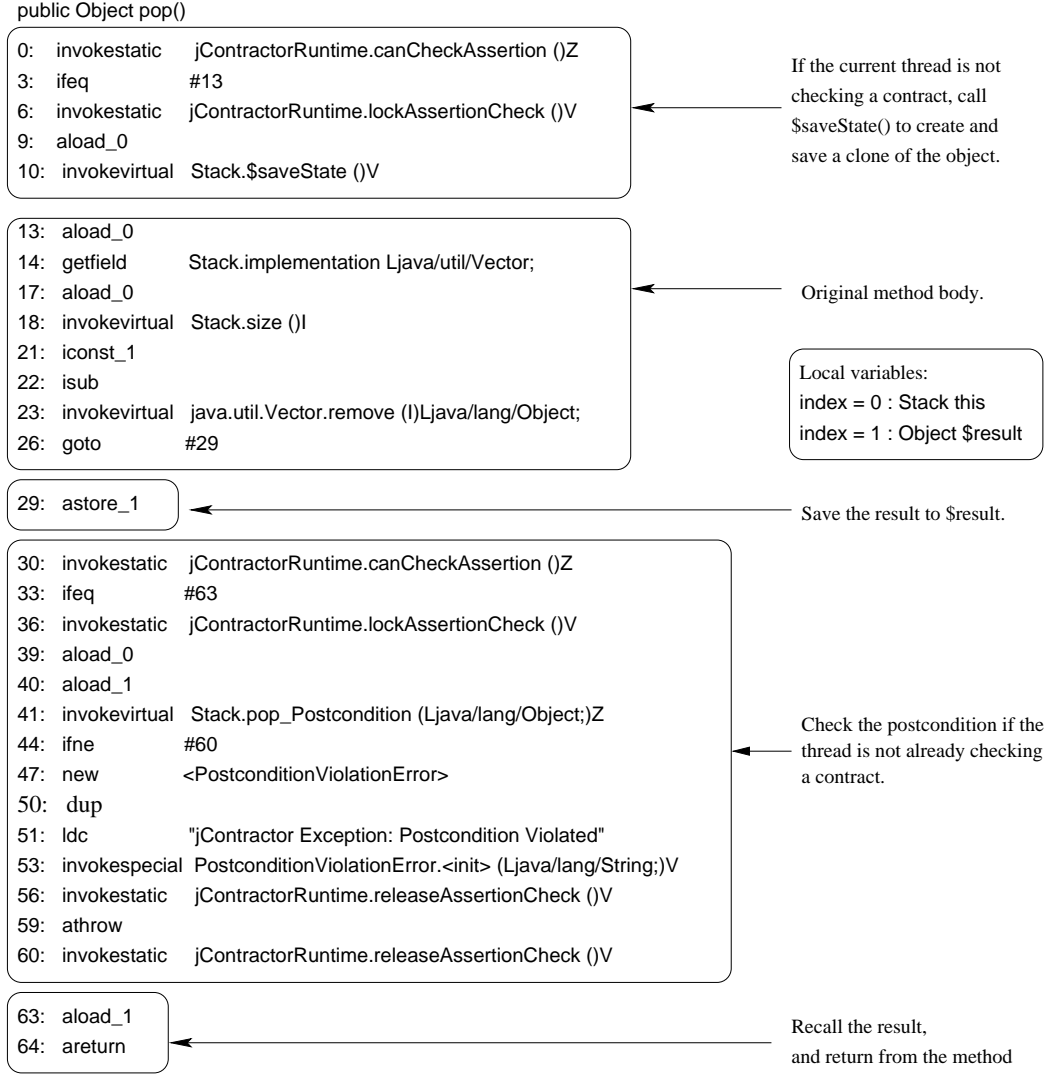 public Object pop()
0: invokestatic jContractorRuntime.canCheckAssertion ()Z
3: ifeq #13
6: invokestatic jContractorRuntime.lockAssertionCheck ()V
9: aload_0
10: invokevirtual Stack.$saveState ()V
If the current thread is not
checking a contract, call
$saveState() to create and
save a clone of the object.
13: aload_0
14: getfield Stack.implementation Ljava/util/Vector;
17: aload_0
18: invokevirtual Stack.size ()I
21: iconst_1
22: isub
23: invokevirtual java.util.Vector.remove (I)Ljava/lang/Object;
26: goto #29
Original method body.
Local variables:
index = 0 : Stack this
index = 1 : Object $result
29: astore_1
Save the result to $result.
30: invokestatic jContractorRuntime.canCheckAssertion ()Z
33: ifeq #63
36: invokestatic jContractorRuntime.lockAssertionCheck ()V
39: aload_0
40: aload_1
41: invokevirtual Stack.pop_Postcondition (Ljava/lang/Object;)Z
44: ifne #60
47: new <PostconditionViolationError>
50: dup
51: ldc "jContractor Exception: Postcondition Violated"
53: invokespecial PostconditionViolationError.<init> (Ljava/lang/String;)V
56: invokestatic jContractorRuntime.releaseAssertionCheck ()V
59: athrow
60: invokestatic jContractorRuntime.releaseAssertionCheck ()V
Check the postcondition if the
thread is not already checking
a contract.
63: aload_1
64: areturn
Recall the result,
and return from the method